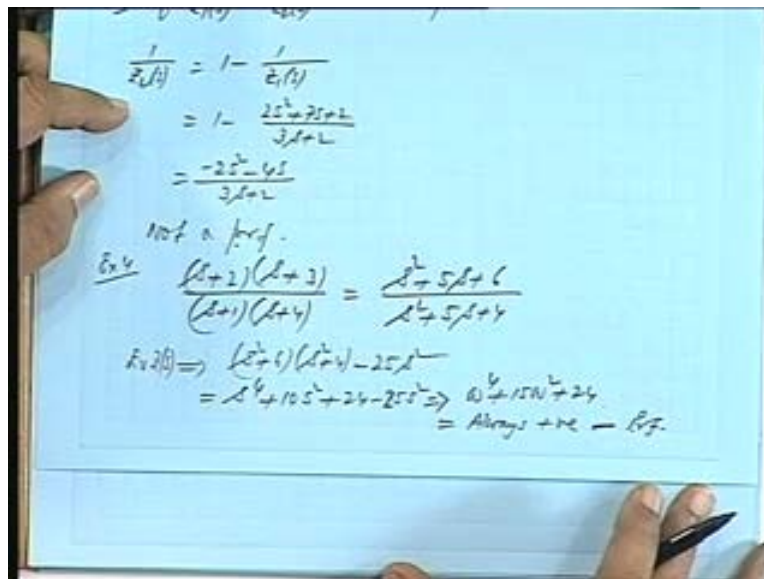 1/Z₂(s) = 1 - 1/Z₁(s)
= 1 - (2s²+7s+2)/(3s+2)
= (-2s²-4s)/(3s+2)
Not a prf.
Ex 4 (s+2)(s+3)/(s+1)(s+4) = (s²+5s+6)/(s²+5s+4)
Ev Z(s) ⇒ (s²+6)(s²+4) - 25s²
= s⁴+10s²+24-25s² ⇒ ω⁴+15ω²+24
= Always +ve - Prf.